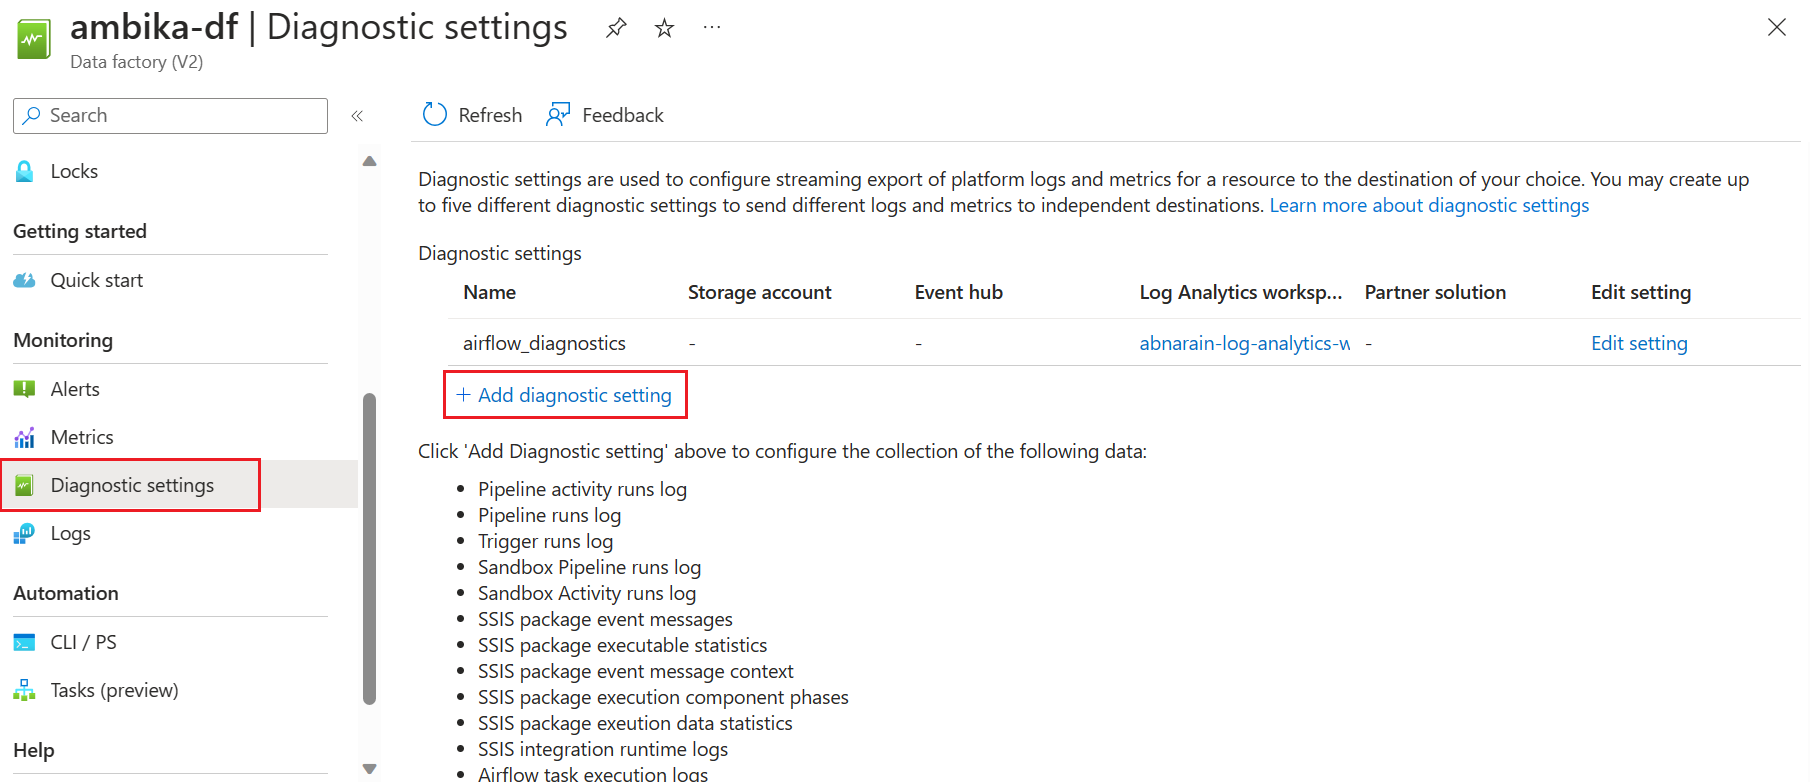 ambika-df | Diagnostic settings
Data factory (V2)
Search
Locks
Getting started
Quick start
Monitoring
Alerts
Metrics
Diagnostic settings
Logs
Automation
CLI / PS
Tasks (preview)
Help
Refresh
Feedback
Diagnostic settings are used to configure streaming export of platform logs and metrics for a resource to the destination of your choice. You may create up
to five different diagnostic settings to send different logs and metrics to independent destinations. Learn more about diagnostic settings
Diagnostic settings
Name Storage account Event hub Log Analytics worksp... Partner solution Edit setting
airflow_diagnostics - - abnarain-log-analytics-w - Edit setting
+ Add diagnostic setting
Click 'Add Diagnostic setting' above to configure the collection of the following data:
• Pipeline activity runs log
• Pipeline runs log
• Trigger runs log
• Sandbox Pipeline runs log
• Sandbox Activity runs log
• SSIS package event messages
• SSIS package executable statistics
• SSIS package event message context
• SSIS package execution component phases
• SSIS package exeution data statistics
• SSIS integration runtime logs
• Airflow task execution logs